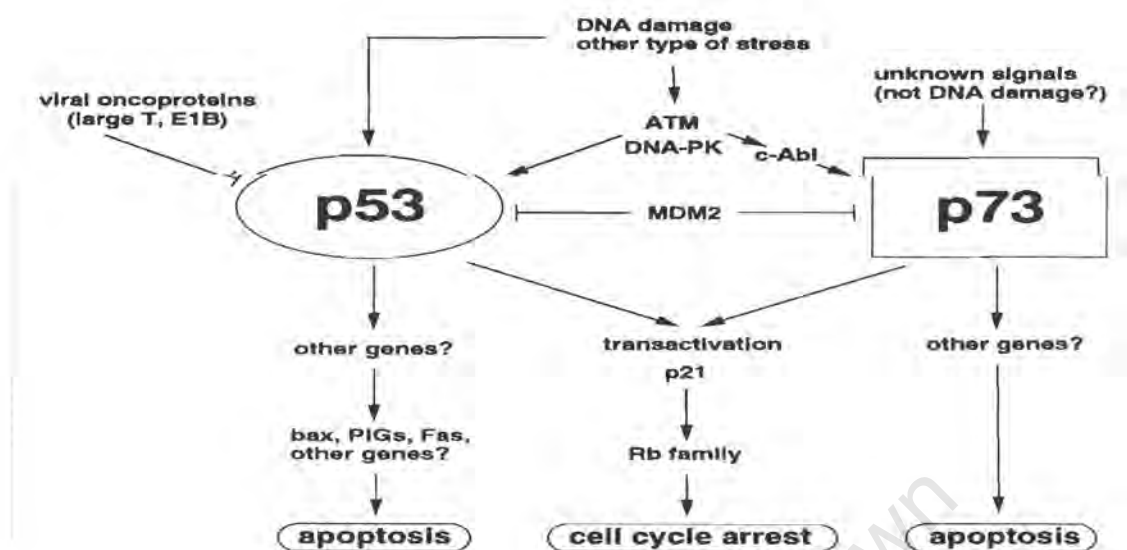 DNA damage
other type of stress
unknown signals
(not DNA damage?)
viral oncoproteins
(large T, E1B)
ATM
DNA-PK
c-Abl
p53
MDM2
p73
other genes?
transactivation
p21
other genes?
bax, PIGs, Fas,
other genes?
Rb family
apoptosis
cell cycle arrest
apoptosis